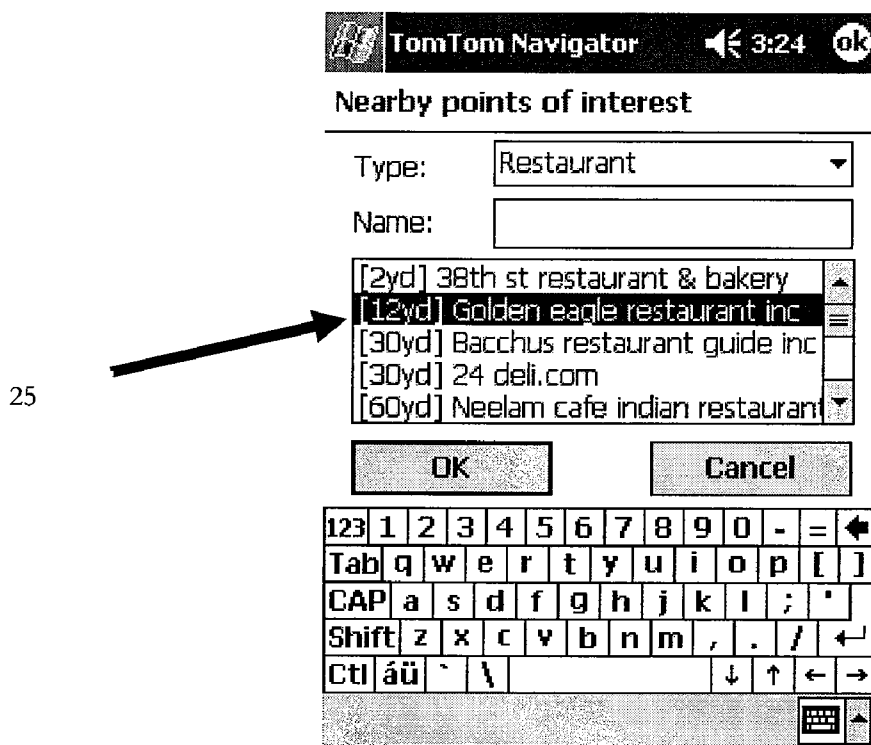 TomTom Navigator 3:24 ok
Nearby points of interest
Type: Restaurant
Name:
[2yd] 38th st restaurant & bakery
[12yd] Golden eagle restaurant inc
[30yd] Bacchus restaurant guide inc
[30yd] 24 deli.com
25
[60yd] Neelam cafe indian restaurant
OK Cancel
123 1 2 3 4 5 6 7 8 9 0 - =
Tab q w e r t y u i o p [ ]
CAP a s d f g h j k l ; '
Shift z x c v b n m , . /
Ctl áü ` \ ↓ ↑ ← →